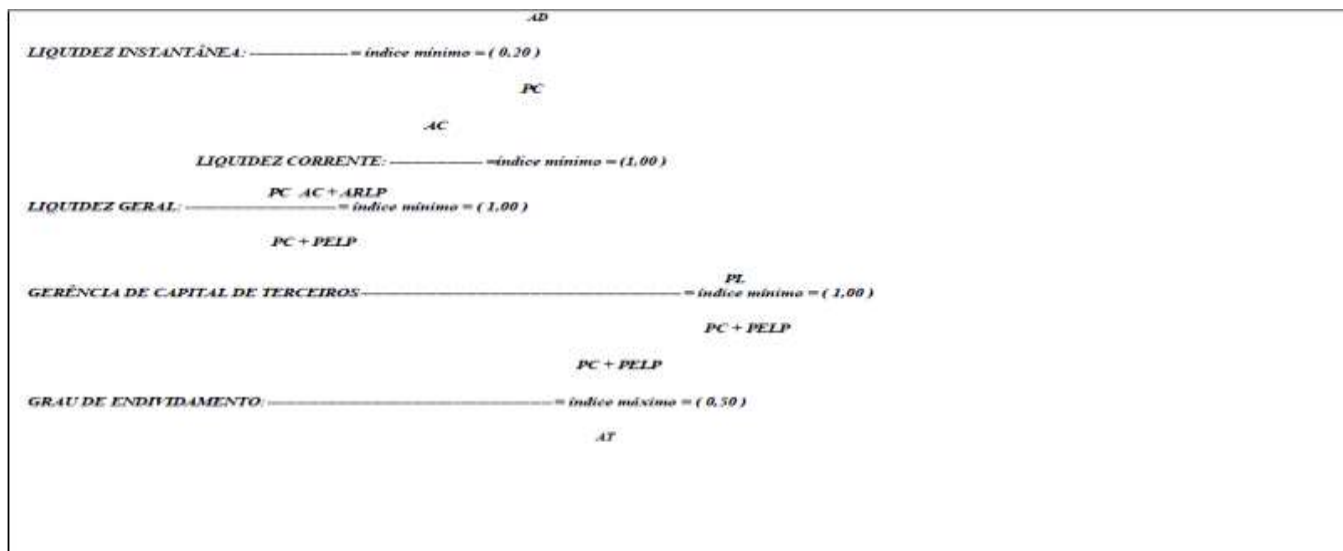 AD
LIQUIDEZ INSTANTÂNEA: -------------------- = índice mínimo = ( 0,20 )
PC
AC
LIQUIDEZ CORRENTE: ------------------- =índice mínimo = (1,00 )
PC AC + ARLP
LIQUIDEZ GERAL: ------------------------------- = índice mínimo = ( 1,00 )
PC + PELP
PL
GERÊNCIA DE CAPITAL DE TERCEIROS------------------------------------------------------------------ = índice mínimo = ( 1,00 )
PC + PELP
PC + PELP
GRAU DE ENDIVIDAMENTO: ----------------------------------------------------------- = índice máximo = ( 0,50 )
AT